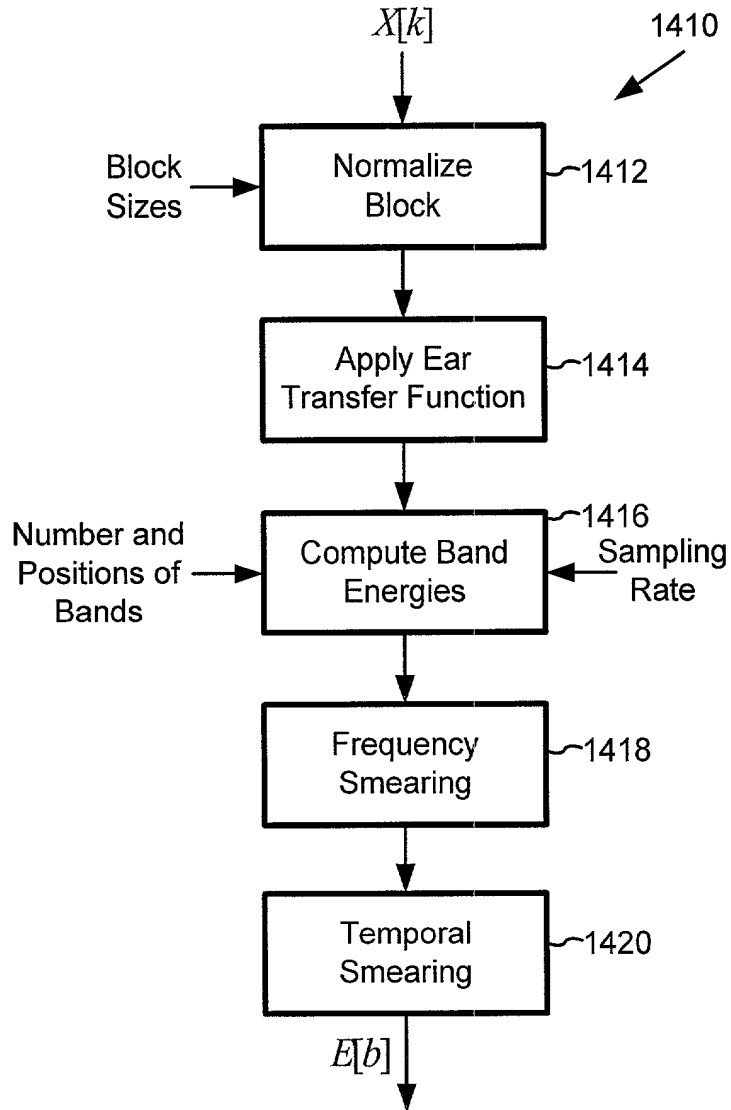 X[k]
1410
Block
Sizes
Normalize
Block
1412
Apply Ear
Transfer Function
1414
Number and
Positions of
Bands
Compute Band
Energies
1416
Sampling
Rate
Frequency
Smearing
1418
Temporal
Smearing
1420
E[b]